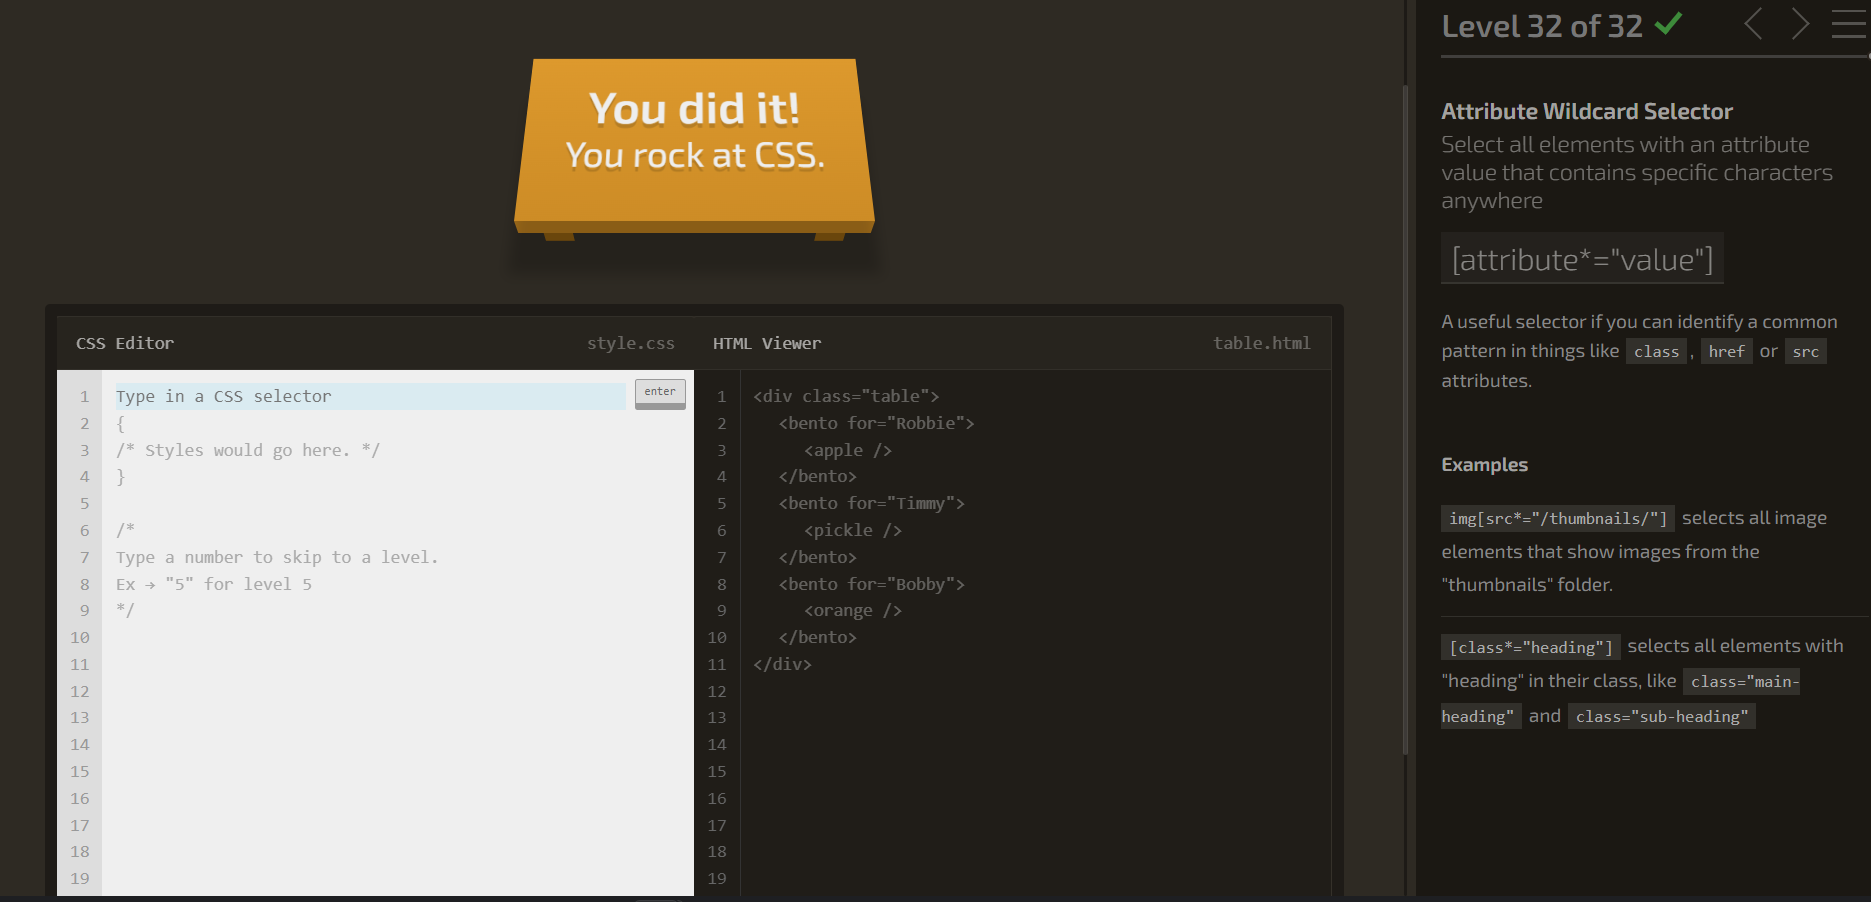 You did it!
You rock at CSS.
CSS Editor style.css
HTML Viewer table.html
1 Type in a CSS selector enter
2 {
3 /* Styles would go here. */
4 }
5
6 /*
7 Type a number to skip to a level.
8 Ex → "5" for level 5
9 */
10
11
12
13
14
15
16
17
18
19
1 <div class="table">
2 <bento for="Robbie">
3 <apple />
4 </bento>
5 <bento for="Timmy">
6 <pickle />
7 </bento>
8 <bento for="Bobby">
9 <orange />
10 </bento>
11 </div>
12
13
14
15
16
17
18
19
Level 32 of 32 ✓
Attribute Wildcard Selector
Select all elements with an attribute
value that contains specific characters
anywhere
[attribute*="value"]
A useful selector if you can identify a common
pattern in things like class , href or src
attributes.
Examples
img[src*="/thumbnails/"] selects all image
elements that show images from the
"thumbnails" folder.
[class*="heading"] selects all elements with
"heading" in their class, like class="main-
heading" and class="sub-heading"